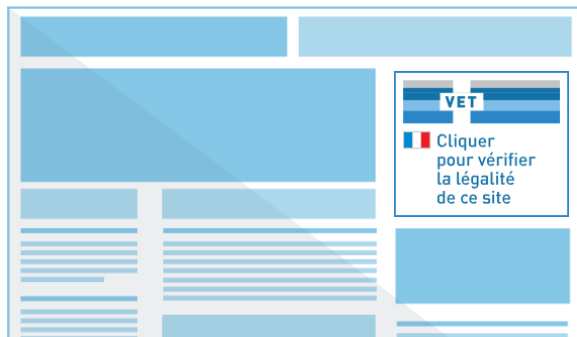 VET
Cliquer
pour vérifier
la légalité
de ce site